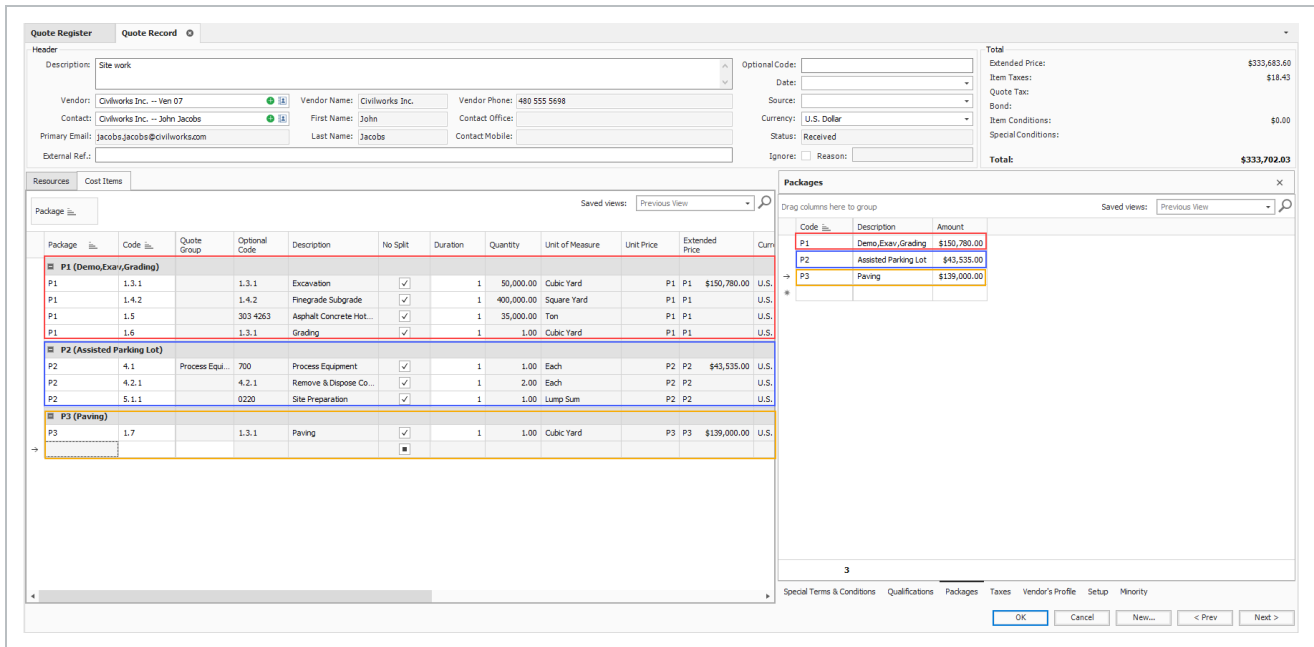 Quote Register Quote Record
Header
Description: Site work
Optional Code:
Date:
Vendor: Civilworks Inc. -- Ven 07 Vendor Name: Civilworks Inc. Vendor Phone: 480 555 5698 Source:
Contact: Civilworks Inc. -- John Jacobs First Name: John Contact Office: Currency: U.S. Dollar
Primary Email: jacobs.jacobs@civilworks.com Last Name: Jacobs Contact Mobile: Status: Received
External Ref.: Ignore: Reason:
Total
Extended Price: $333,683.60
Item Taxes: $18.43
Quote Tax:
Bond:
Item Conditions: $0.00
Special Conditions:
Total: $333,702.03
Resources Cost Items
Package
Saved views: Previous View
Package Code Quote Group Optional Code Description No Split Duration Quantity Unit of Measure Unit Price Extended Price Curr
P1 (Demo,Exav,Grading)
P1 1.3.1 1.3.1 Excavation 1 50,000.00 Cubic Yard P1 P1 $150,780.00 U.S.
P1 1.4.2 1.4.2 Finegrade Subgrade 1 400,000.00 Square Yard P1 P1 U.S.
P1 1.5 303 4263 Asphalt Concrete Hot... 1 35,000.00 Ton P1 P1 U.S.
P1 1.6 1.3.1 Grading 1 1.00 Cubic Yard P1 P1 U.S.
P2 (Assisted Parking Lot)
P2 4.1 Process Equi... 700 Process Equipment 1 1.00 Each P2 P2 $43,535.00 U.S.
P2 4.2.1 4.2.1 Remove & Dispose Co... 1 2.00 Each P2 P2 U.S.
P2 5.1.1 0220 Site Preparation 1 1.00 Lump Sum P2 P2 U.S.
P3 (Paving)
P3 1.7 1.3.1 Paving 1 1.00 Cubic Yard P3 P3 $139,000.00 U.S.
Packages
Drag columns here to group Saved views: Previous View
Code Description Amount
P1 Demo,Exav,Grading $150,780.00
P2 Assisted Parking Lot $43,535.00
P3 Paving $139,000.00
3
Special Terms & Conditions Qualifications Packages Taxes Vendor's Profile Setup Minority
OK Cancel New... < Prev Next >